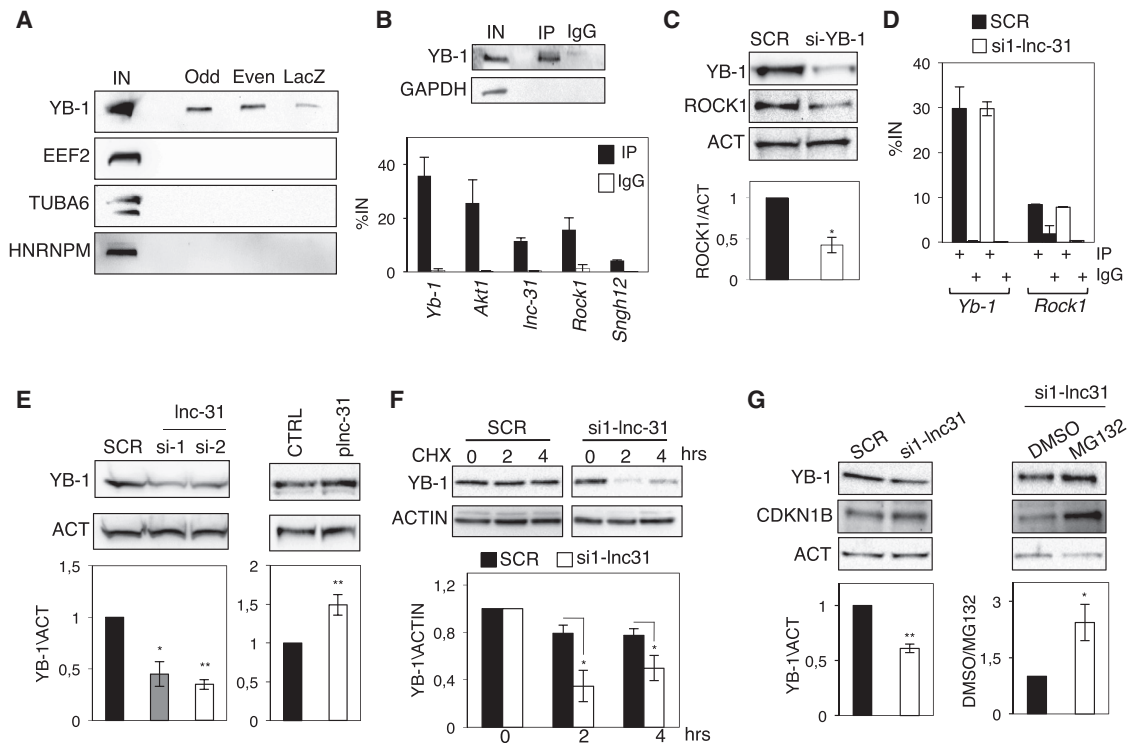 A
IN Odd Even LacZ
YB-1
EEF2
TUBA6
HNRNPM
B
IN IP IgG
YB-1
GAPDH
%IN
40
20
0
IP
IgG
Yb-1 Akt1 lnc-31 Rock1 Sngh12
C
SCR si-YB-1
YB-1
ROCK1
ACT
ROCK1/ACT
1
0,5
0
*
D
SCR
si1-lnc-31
%IN
40
30
20
10
0
+ + + + IP
+ + + + IgG
Yb-1 Rock1
E
lnc-31
SCR si-1 si-2
YB-1
ACT
YB-1\ACT
1,5
1
0,5
0
* **
CTRL plnc-31
2
1,5
1
0,5
0
**
F
SCR si1-lnc-31
CHX 0 2 4 0 2 4 hrs
YB-1
ACTIN
SCR si1-lnc31
YB-1\ACTIN
1,2
0,8
0,4
0
* *
0 2 4 hrs
G
SCR si1-lnc31
YB-1
CDKN1B
ACT
YB-1\ACT
1
0,5
0
**
si1-lnc31
DMSO MG132
DMSO/MG132
3
1,5
0
*